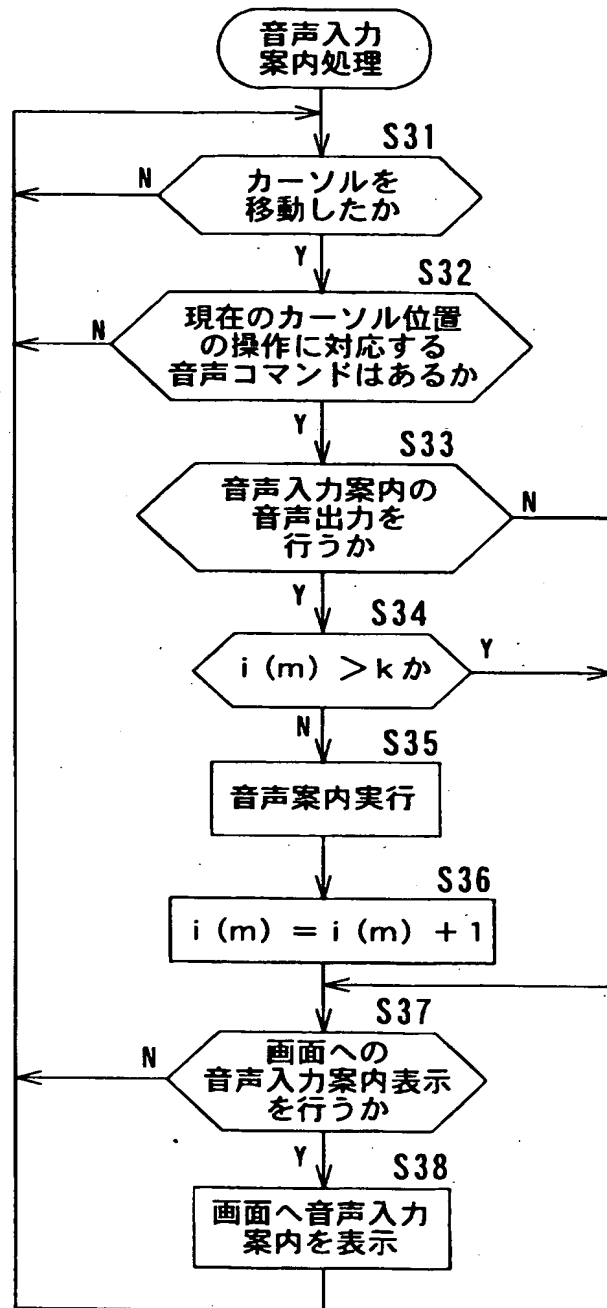 音声入力
案内処理
S31
N
カーソルを
移動したか
Y
S32
N
現在のカーソル位置
の操作に対応する
音声コマンドはあるか
Y
S33
音声入力案内の
音声出力を
行うか
N
Y
S34
i (m) > kか
Y
N
S35
音声案内実行
S36
i (m) = i (m) + 1
S37
N
画面への
音声入力案内表示
を行うか
Y
S38
画面へ音声入力
案内を表示